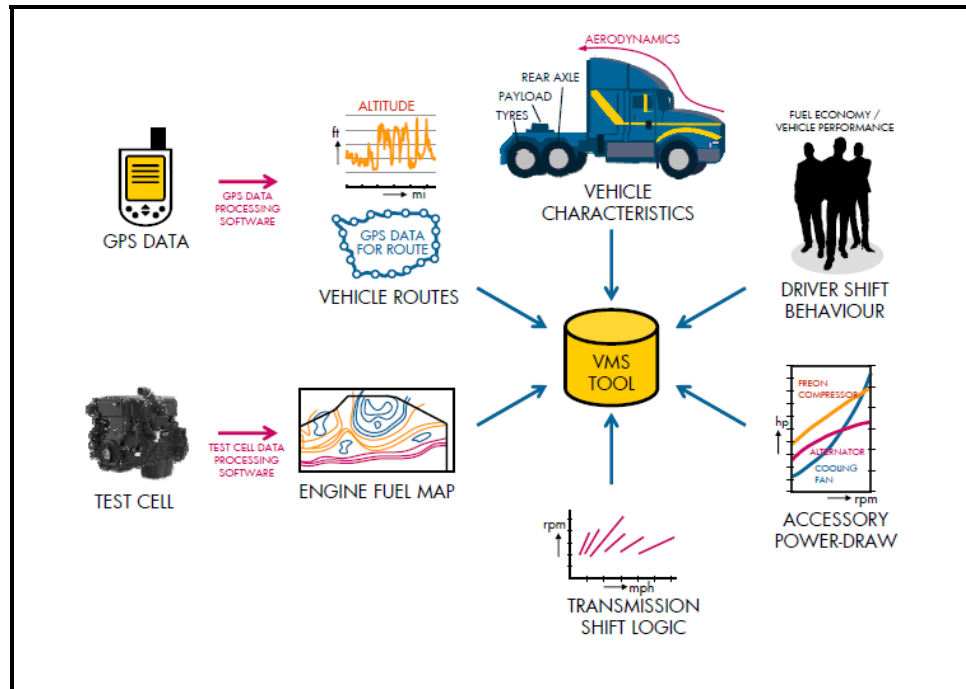 AERODYNAMICS
REAR AXLE
PAYLOAD
TYRES
VEHICLE
CHARACTERISTICS
ALTITUDE
ft
mi
GPS DATA
FOR ROUTE
VEHICLE ROUTES
GPS DATA
PROCESSING
SOFTWARE
GPS DATA
FUEL ECONOMY /
VEHICLE PERFORMANCE
DRIVER SHIFT
BEHAVIOUR
VMS
TOOL
TEST CELL
TEST CELL DATA
PROCESSING
SOFTWARE
ENGINE FUEL MAP
FREON
COMPRESSOR
hp
ALTERNATOR
COOLING
FAN
rpm
ACCESSORY
POWER-DRAW
rpm
mph
TRANSMISSION
SHIFT LOGIC